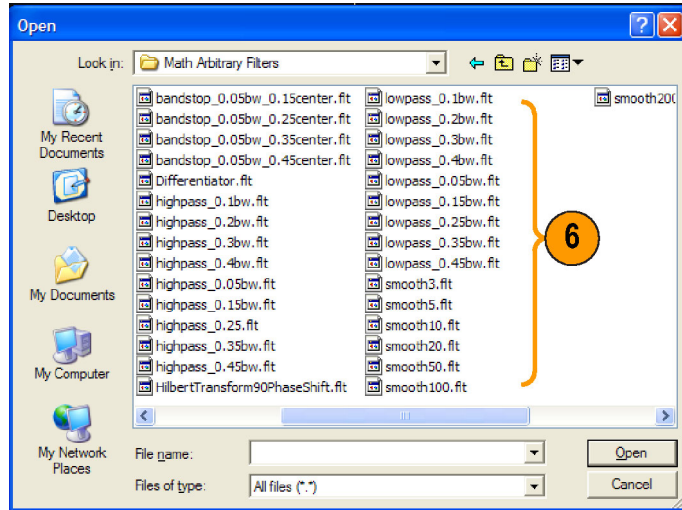 Open
Look in:
Math Arbitrary Filters
My Recent
Documents
Desktop
My Documents
My Computer
My Network
Places
bandstop_0.05bw_0.15center.flt
bandstop_0.05bw_0.25center.flt
bandstop_0.05bw_0.35center.flt
bandstop_0.05bw_0.45center.flt
Differentiator.flt
highpass_0.1bw.flt
highpass_0.2bw.flt
highpass_0.3bw.flt
highpass_0.4bw.flt
highpass_0.05bw.flt
highpass_0.15bw.flt
highpass_0.25.flt
highpass_0.35bw.flt
highpass_0.45bw.flt
HilbertTransform90PhaseShift.flt
lowpass_0.1bw.flt
lowpass_0.2bw.flt
lowpass_0.3bw.flt
lowpass_0.4bw.flt
lowpass_0.05bw.flt
lowpass_0.15bw.flt
lowpass_0.25bw.flt
lowpass_0.35bw.flt
lowpass_0.45bw.flt
smooth3.flt
smooth5.flt
smooth10.flt
smooth20.flt
smooth50.flt
smooth100.flt
smooth200
6
File name:
Open
Files of type:
All files (*.*)
Cancel